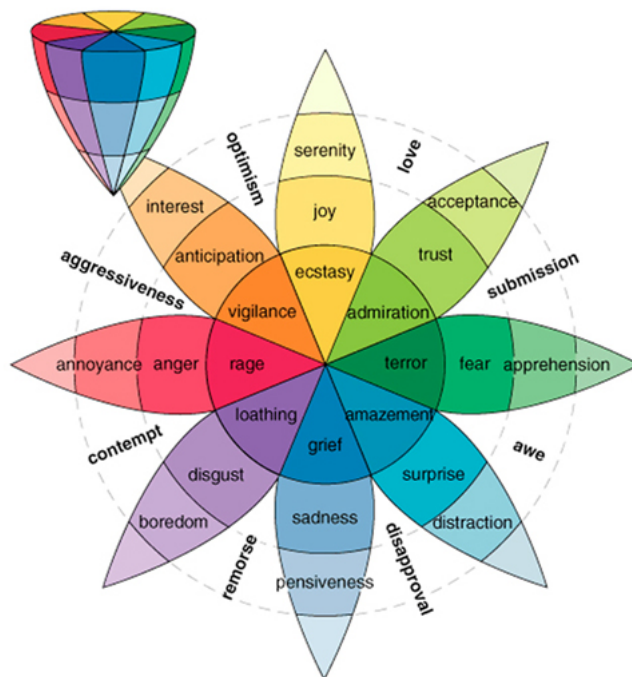 optimism
love
serenity
interest
acceptance
joy
anticipation
trust
aggressiveness
submission
ecstasy
vigilance
admiration
annoyance
anger
rage
terror
fear
apprehension
loathing
amazement
contempt
grief
awe
disgust
surprise
boredom
sadness
distraction
remorse
disapproval
pensiveness